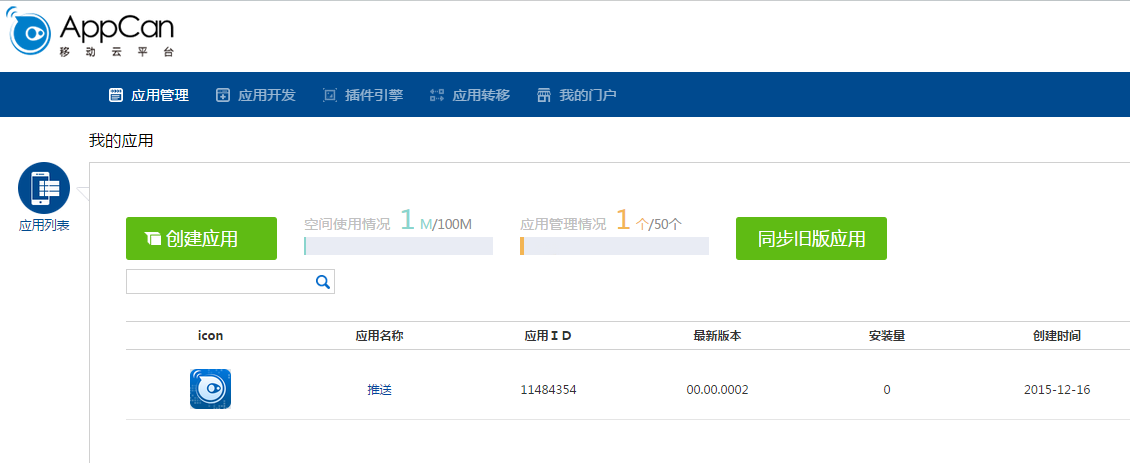 AppCan
移动云平台
应用管理 应用开发 插件引擎 应用转移 我的门户
我的应用
应用列表
创建应用 空间使用情况 1 M/100M 应用管理情况 1 个/50个 同步旧版应用
icon 应用名称 应用ＩＤ 最新版本 安装量 创建时间
推送 11484354 00.00.0002 0 2015-12-16